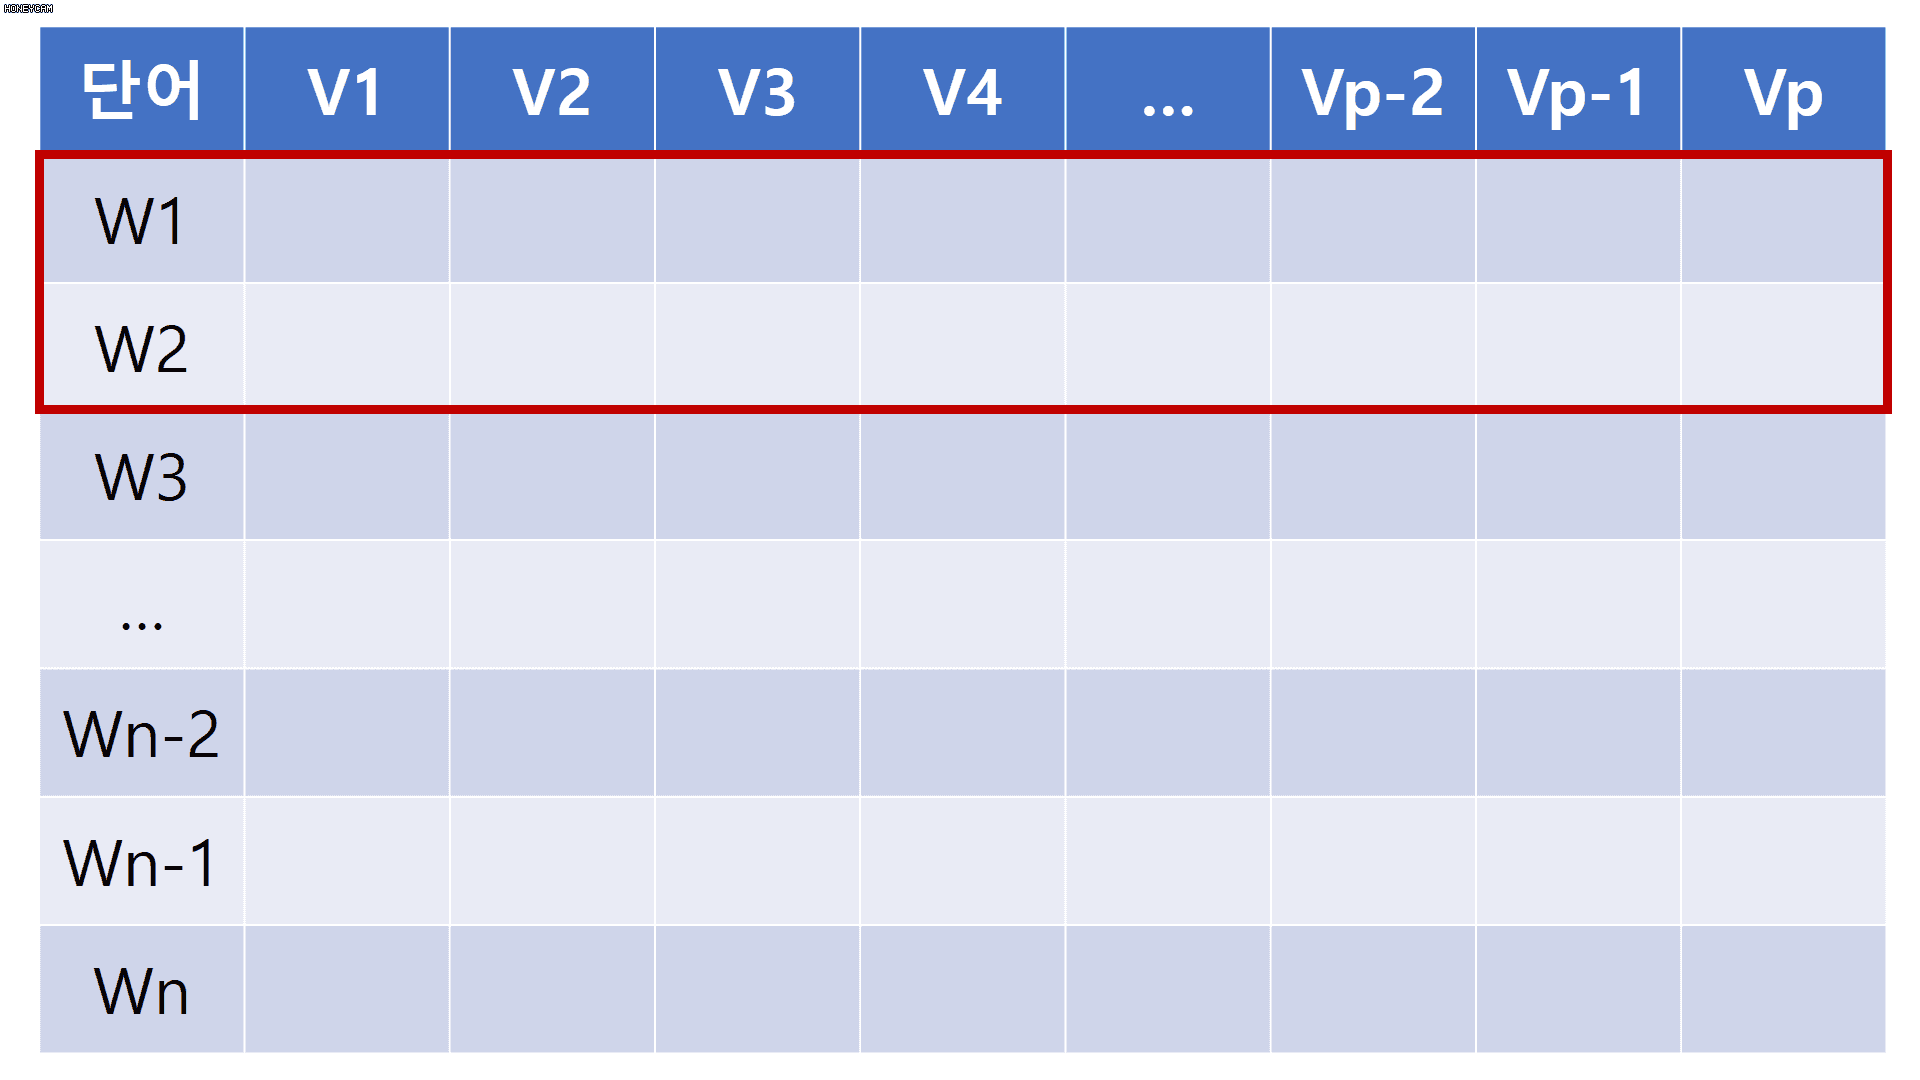 HONEYCAM
단어 V1 V2 V3 V4 ... Vp-2 Vp-1 Vp
W1
W2
W3
...
Wn-2
Wn-1
Wn